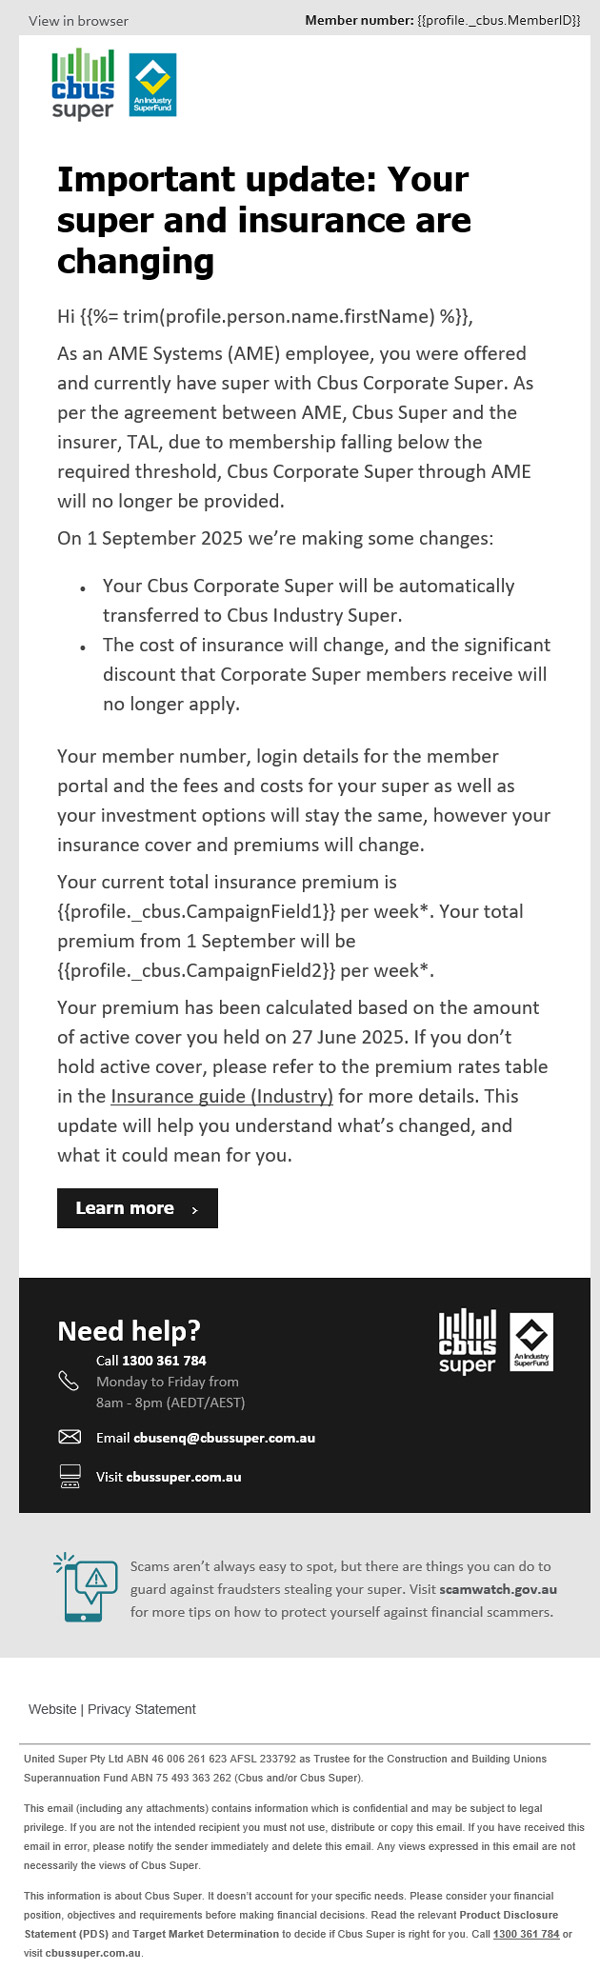 View in browser
Member number: {{profile._cbus.MemberID}}
cbus
super
An Industry
SuperFund
Important update: Your
super and insurance are
changing
Hi {{%= trim(profile.person.name.firstName) %}},
As an AME Systems (AME) employee, you were offered
and currently have super with Cbus Corporate Super. As
per the agreement between AME, Cbus Super and the
insurer, TAL, due to membership falling below the
required threshold, Cbus Corporate Super through AME
will no longer be provided.
On 1 September 2025 we’re making some changes:
• Your Cbus Corporate Super will be automatically
transferred to Cbus Industry Super.
• The cost of insurance will change, and the significant
discount that Corporate Super members receive will
no longer apply.
Your member number, login details for the member
portal and the fees and costs for your super as well as
your investment options will stay the same, however your
insurance cover and premiums will change.
Your current total insurance premium is
{{profile._cbus.CampaignField1}} per week*. Your total
premium from 1 September will be
{{profile._cbus.CampaignField2}} per week*.
Your premium has been calculated based on the amount
of active cover you held on 27 June 2025. If you don’t
hold active cover, please refer to the premium rates table
in the Insurance guide (Industry) for more details. This
update will help you understand what’s changed, and
what it could mean for you.
Learn more ›
Need help?
cbus
super
An Industry
SuperFund
Call 1300 361 784
Monday to Friday from
8am - 8pm (AEDT/AEST)
Email cbusenq@cbussuper.com.au
Visit cbussuper.com.au
Scams aren’t always easy to spot, but there are things you can do to
guard against fraudsters stealing your super. Visit scamwatch.gov.au
for more tips on how to protect yourself against financial scammers.
Website | Privacy Statement
United Super Pty Ltd ABN 46 006 261 623 AFSL 233792 as Trustee for the Construction and Building Unions
Superannuation Fund ABN 75 493 363 262 (Cbus and/or Cbus Super).
This email (including any attachments) contains information which is confidential and may be subject to legal
privilege. If you are not the intended recipient you must not use, distribute or copy this email. If you have received this
email in error, please notify the sender immediately and delete this email. Any views expressed in this email are not
necessarily the views of Cbus Super.
This information is about Cbus Super. It doesn’t account for your specific needs. Please consider your financial
position, objectives and requirements before making financial decisions. Read the relevant Product Disclosure
Statement (PDS) and Target Market Determination to decide if Cbus Super is right for you. Call 1300 361 784 or
visit cbussuper.com.au.